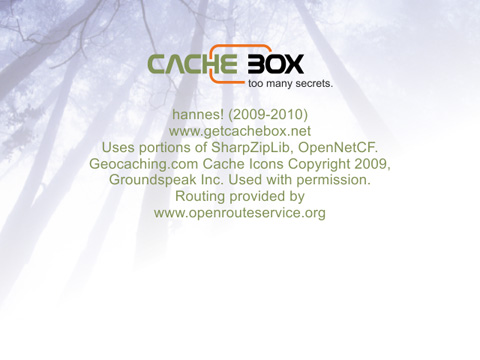 CACHE BOX
too many secrets.
hannes! (2009-2010)
www.getcachebox.net
Uses portions of SharpZipLib, OpenNetCF.
Geocaching.com Cache Icons Copyright 2009,
Groundspeak Inc. Used with permission.
Routing provided by
www.openrouteservice.org